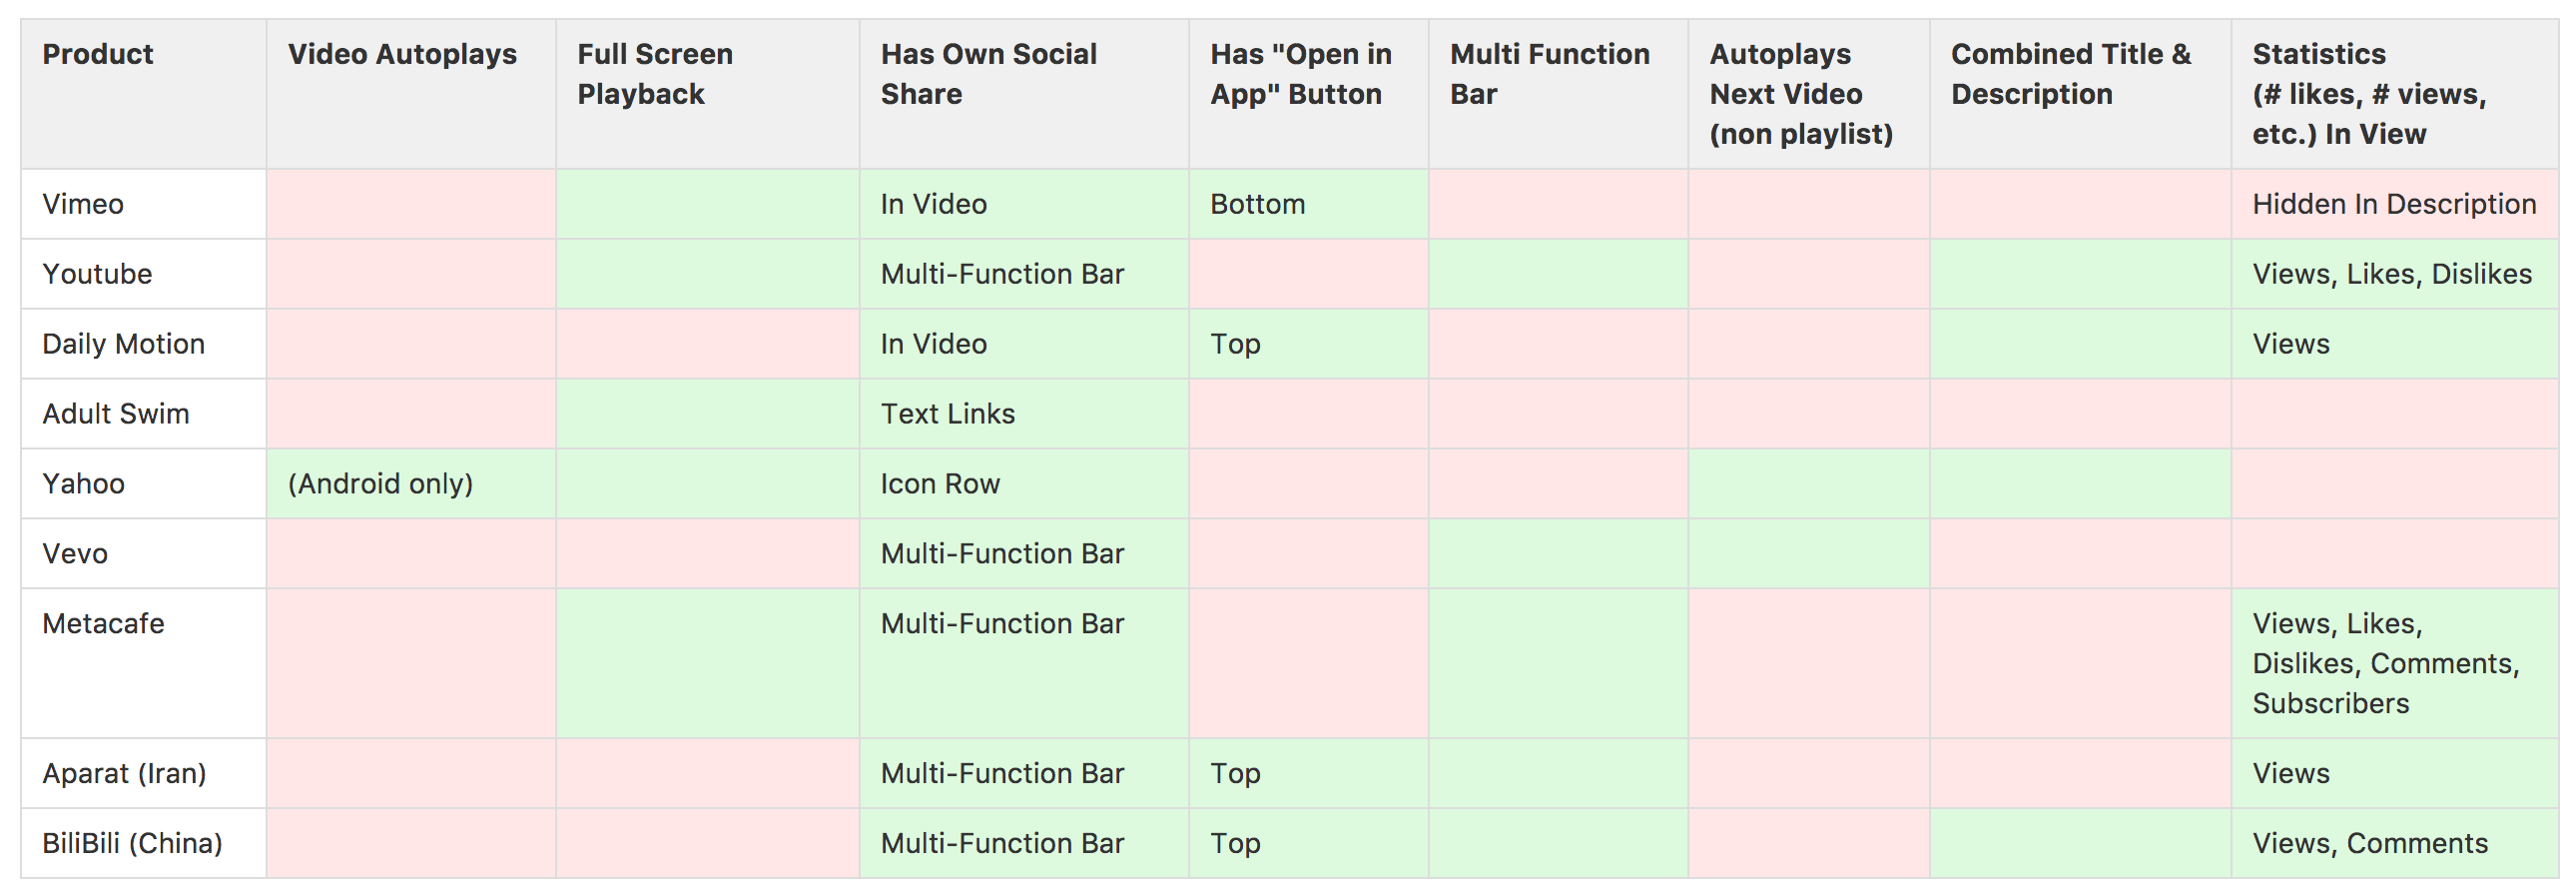 Product
Video Autoplays
Full Screen
Playback
Has Own Social
Share
Has "Open in
App" Button
Multi Function
Bar
Autoplays
Next Video
(non playlist)
Combined Title &
Description
Statistics
(# likes, # views,
etc.) In View
Vimeo
In Video
Bottom
Hidden In Description
Youtube
Multi-Function Bar
Views, Likes, Dislikes
Daily Motion
In Video
Top
Views
Adult Swim
Text Links
Yahoo
(Android only)
Icon Row
Vevo
Multi-Function Bar
Metacafe
Multi-Function Bar
Views, Likes,
Dislikes, Comments,
Subscribers
Aparat (Iran)
Multi-Function Bar
Top
Views
BiliBili (China)
Multi-Function Bar
Top
Views, Comments